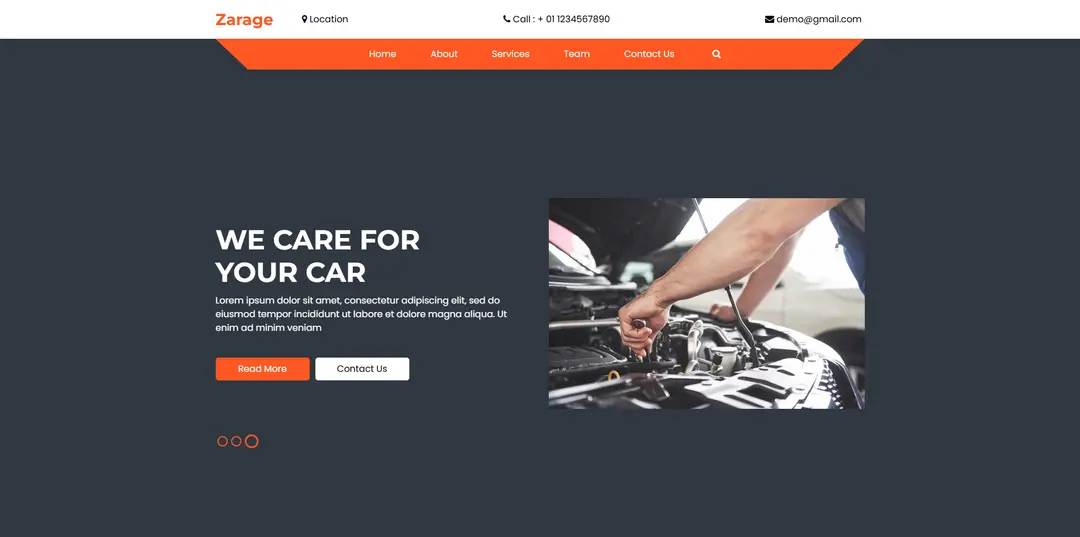 Zarage
Location
Call : + 01 1234567890
demo@gmail.com
Home
About
Services
Team
Contact Us
WE CARE FOR
YOUR CAR
Lorem ipsum dolor sit amet, consectetur adipiscing elit, sed do
eiusmod tempor incididunt ut labore et dolore magna aliqua. Ut
enim ad minim veniam
Read More
Contact Us